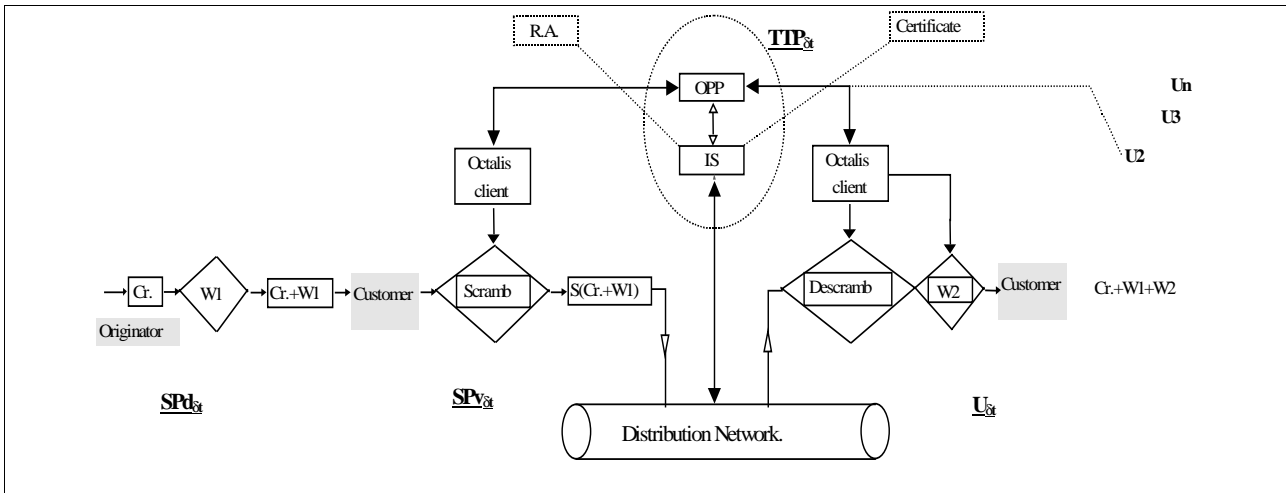 R.A.
TTPδt
Certificate
OPP
Un
U3
IS
U2
Octalis
client
Octalis
client
Cr.
W1
Cr.+W1
Customer
Scramb
S(Cr.+W1)
Descramb
W2
Customer
Cr.+W1+W2
Originator
SPdδt
SPvδt
Uδt
Distribution Network.